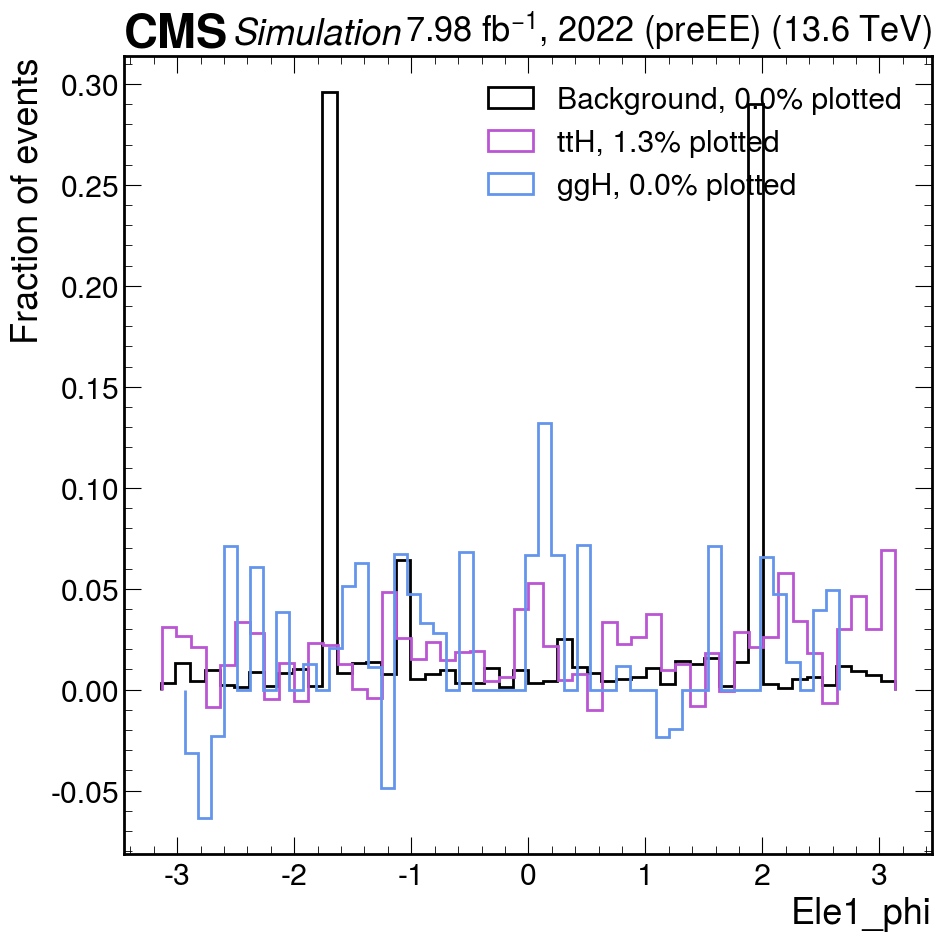 CMS Simulation 7.98 fb⁻¹, 2022 (preEE) (13.6 TeV)
Fraction of events
0.30
0.25
0.20
0.15
0.10
0.05
0.00
-0.05
Background, 0.0% plotted
ttH, 1.3% plotted
ggH, 0.0% plotted
-3 -2 -1 0 1 2 3
Ele1_phi